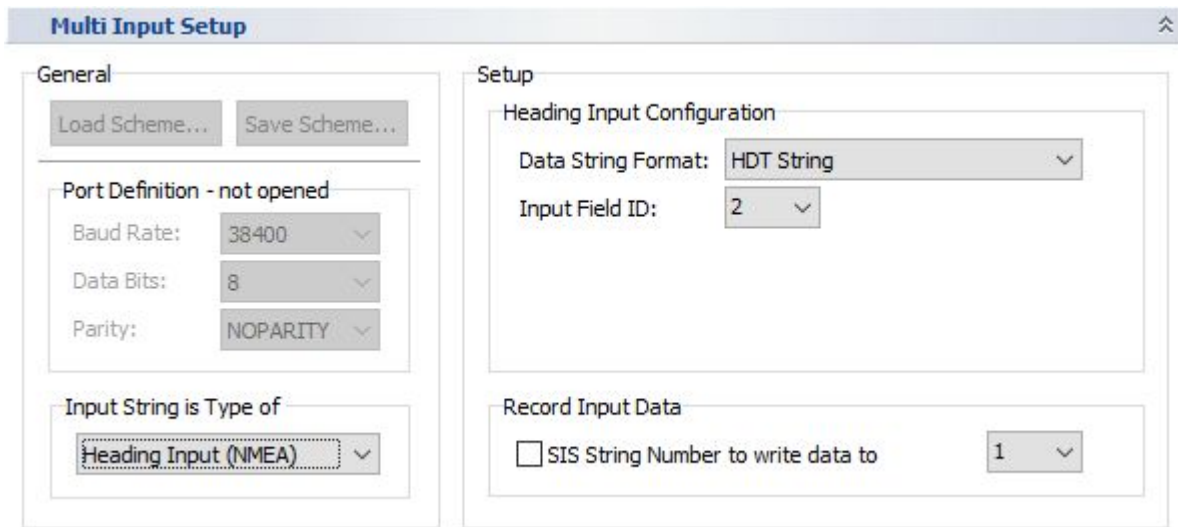 Multi Input Setup
General
Load Scheme... Save Scheme...
Port Definition - not opened
Baud Rate: 38400
Data Bits: 8
Parity: NOPARITY
Input String is Type of
Heading Input (NMEA)
Setup
Heading Input Configuration
Data String Format: HDT String
Input Field ID: 2
Record Input Data
SIS String Number to write data to 1